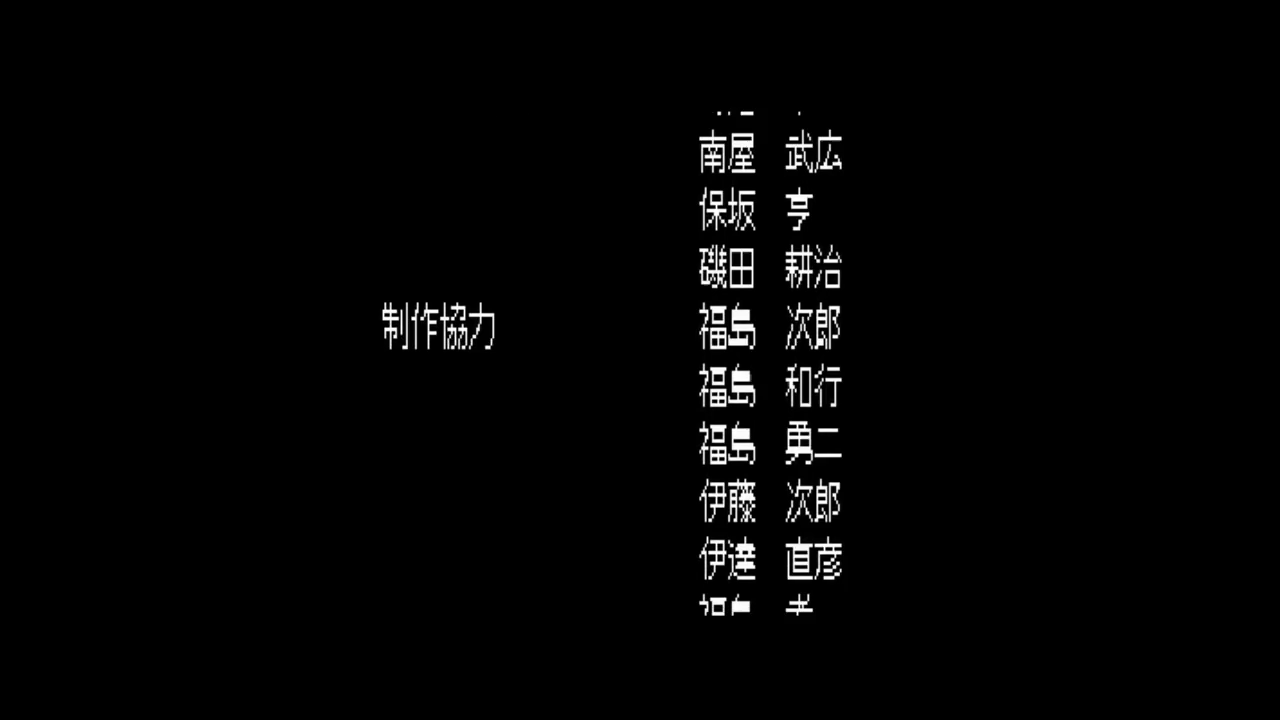 南屋　武広
保坂　亨
磯田　耕治
制作協力　福島　次郎
福島　和行
福島　勇二
伊藤　次郎
伊達　直彦